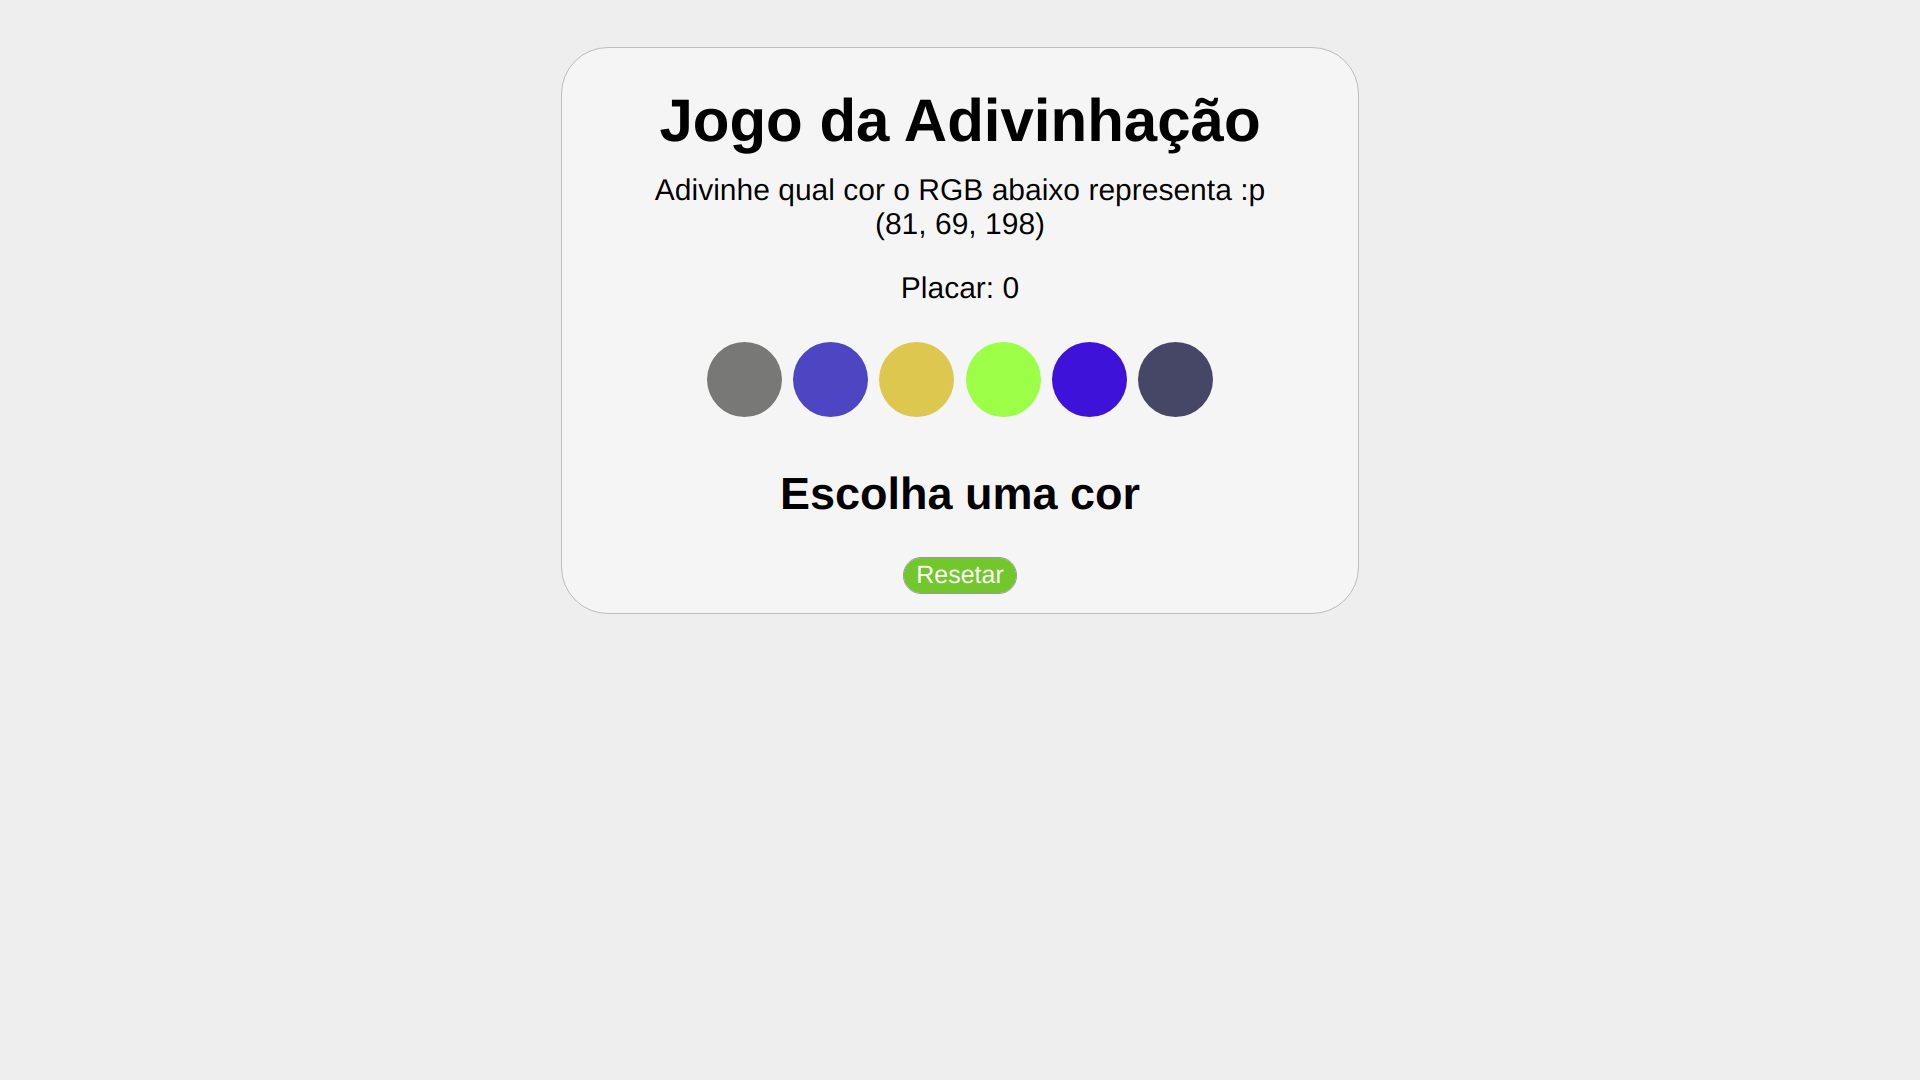 Jogo da Adivinhação
Adivinhe qual cor o RGB abaixo representa :p
(81, 69, 198)
Placar: 0
Escolha uma cor
Resetar